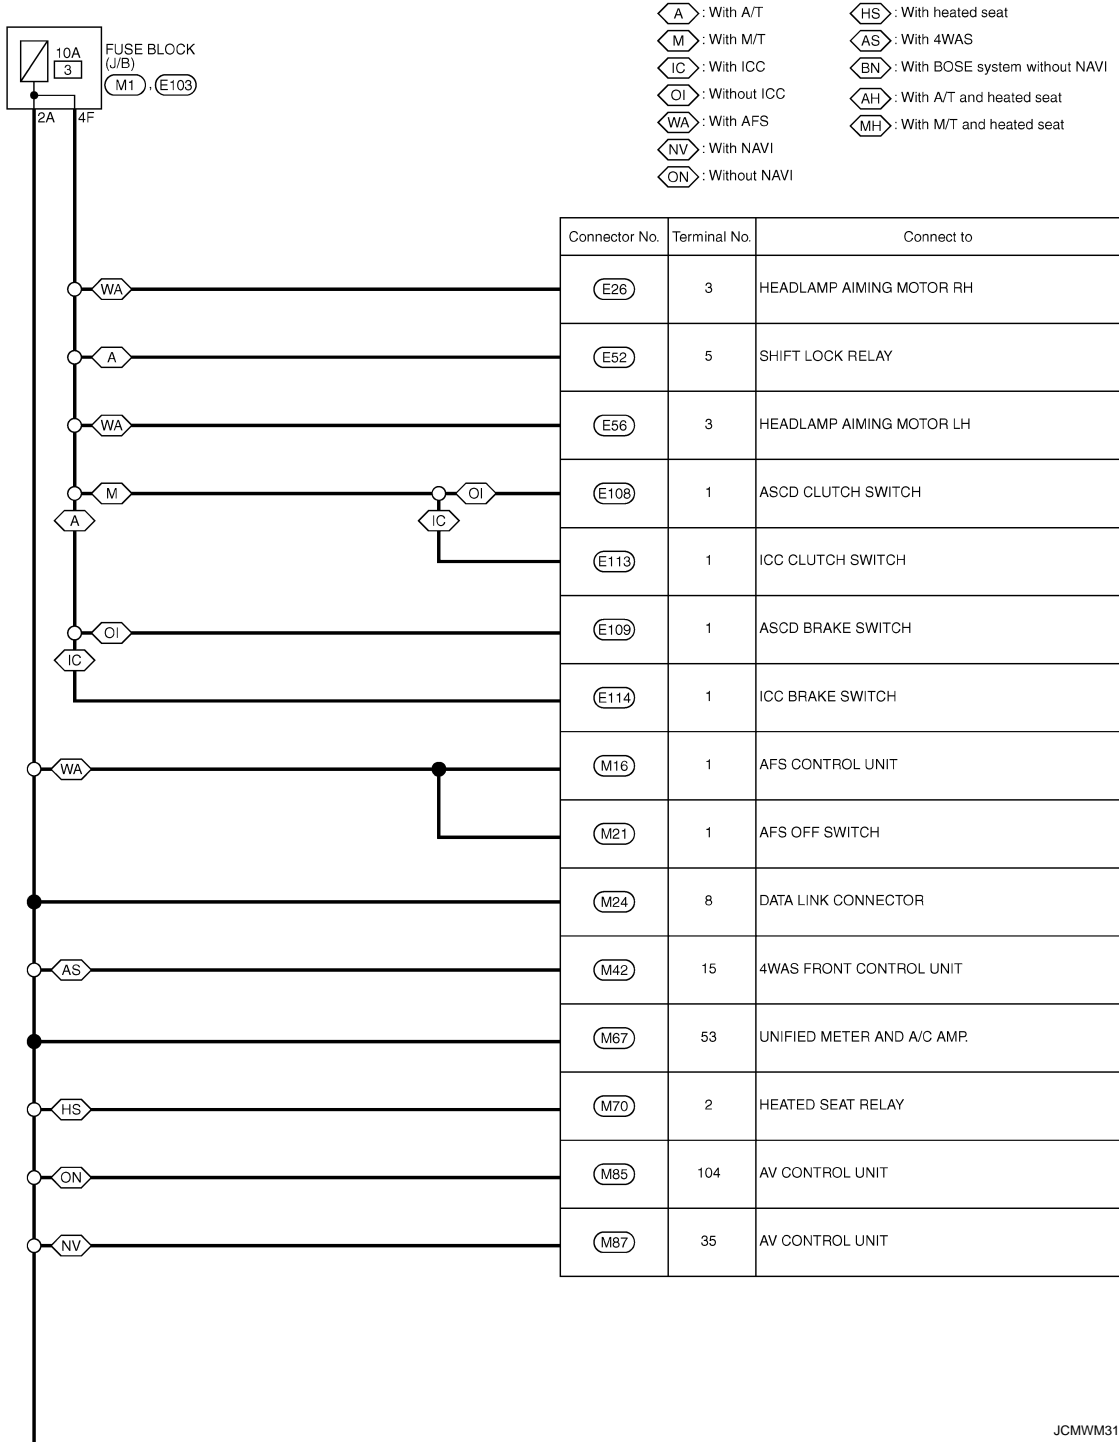 A : With A/T
M : With M/T
IC : With ICC
OI : Without ICC
WA : With AFS
NV : With NAVI
ON : Without NAVI
HS : With heated seat
AS : With 4WAS
BN : With BOSE system without NAVI
AH : With A/T and heated seat
MH : With M/T and heated seat
10A
3
FUSE BLOCK
(J/B)
M1 , E103
2A 4F
Connector No. Terminal No. Connect to
WA E26 3 HEADLAMP AIMING MOTOR RH
A E52 5 SHIFT LOCK RELAY
WA E56 3 HEADLAMP AIMING MOTOR LH
M OI E108 1 ASCD CLUTCH SWITCH
A IC
E113 1 ICC CLUTCH SWITCH
OI E109 1 ASCD BRAKE SWITCH
IC
E114 1 ICC BRAKE SWITCH
WA M16 1 AFS CONTROL UNIT
M21 1 AFS OFF SWITCH
M24 8 DATA LINK CONNECTOR
AS M42 15 4WAS FRONT CONTROL UNIT
M67 53 UNIFIED METER AND A/C AMP.
HS M70 2 HEATED SEAT RELAY
ON M85 104 AV CONTROL UNIT
NV M87 35 AV CONTROL UNIT
JCMWM31